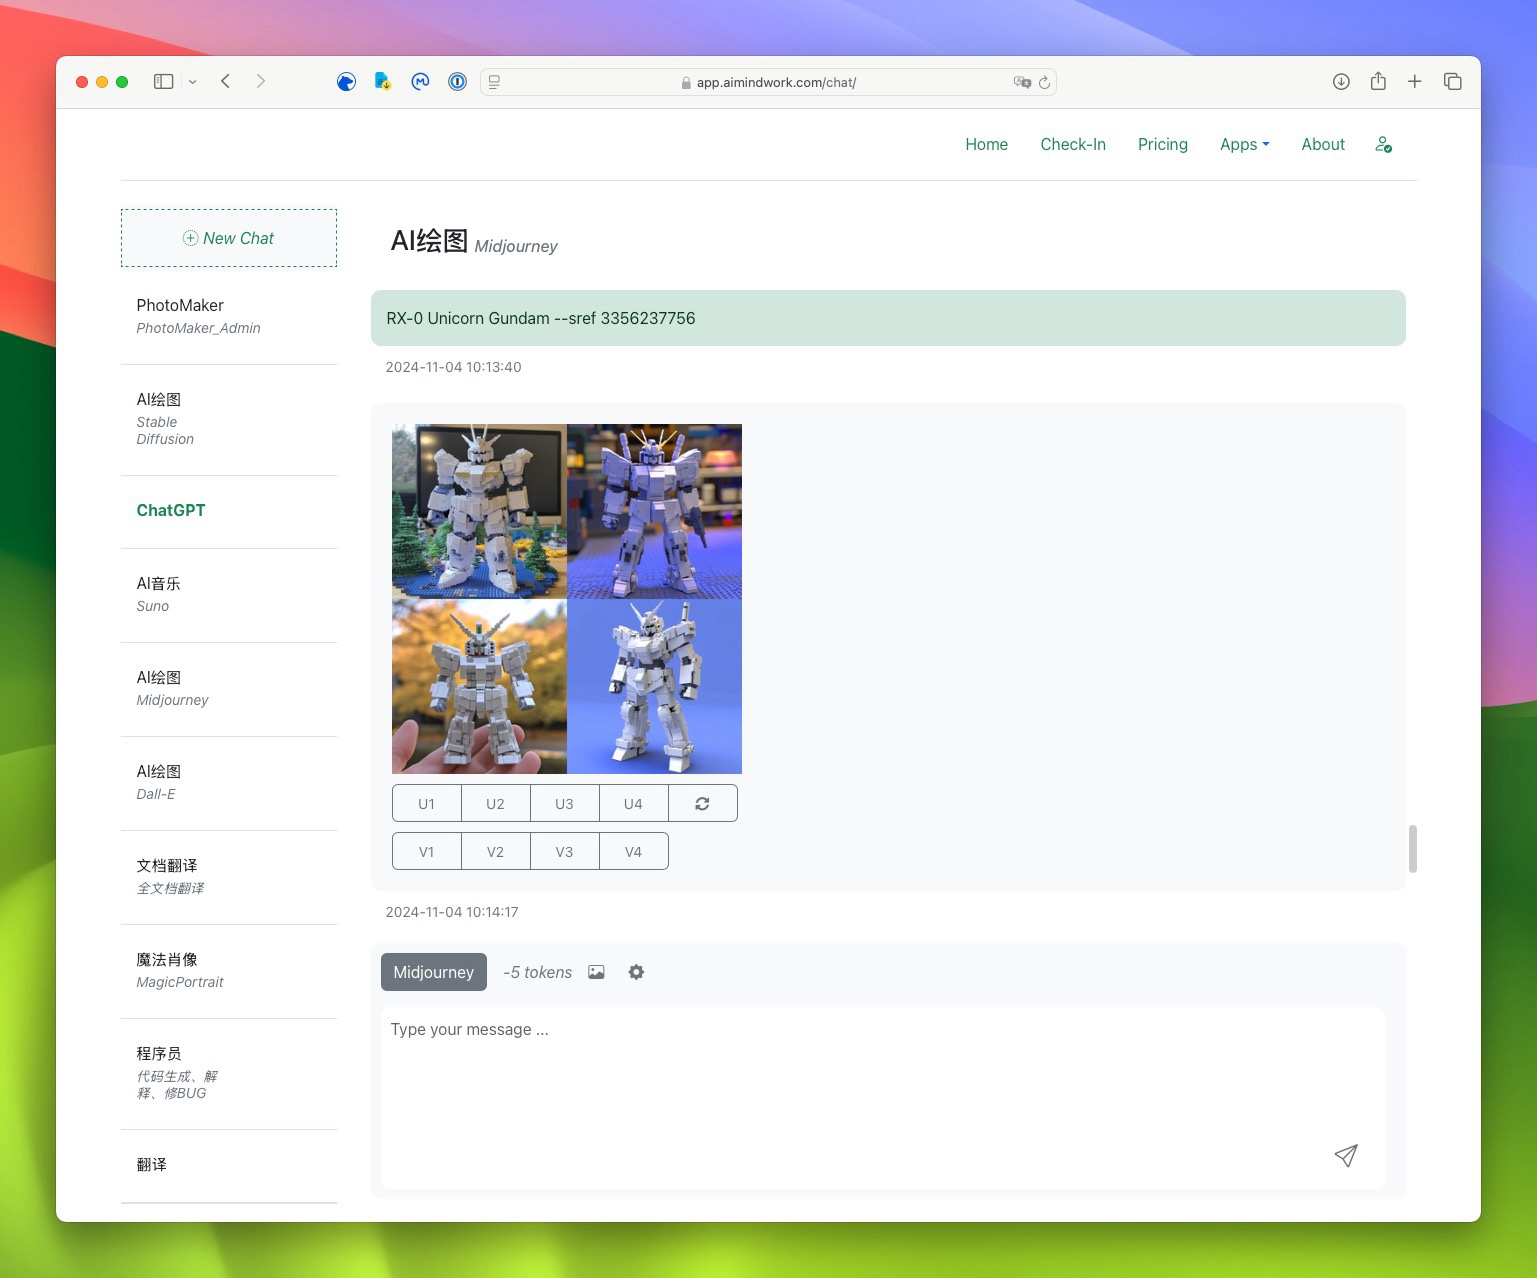 app.aimindwork.com/chat/
Home Check-In Pricing Apps About
New Chat
PhotoMaker
PhotoMaker_Admin
AI绘图
Stable
Diffusion
ChatGPT
AI音乐
Suno
AI绘图
Midjourney
AI绘图
Dall-E
文档翻译
全文档翻译
魔法肖像
MagicPortrait
程序员
代码生成、解
释、修BUG
翻译
AI绘图 Midjourney
RX-0 Unicorn Gundam --sref 3356237756
2024-11-04 10:13:40
U1 U2 U3 U4
V1 V2 V3 V4
2024-11-04 10:14:17
Midjourney -5 tokens
Type your message ...